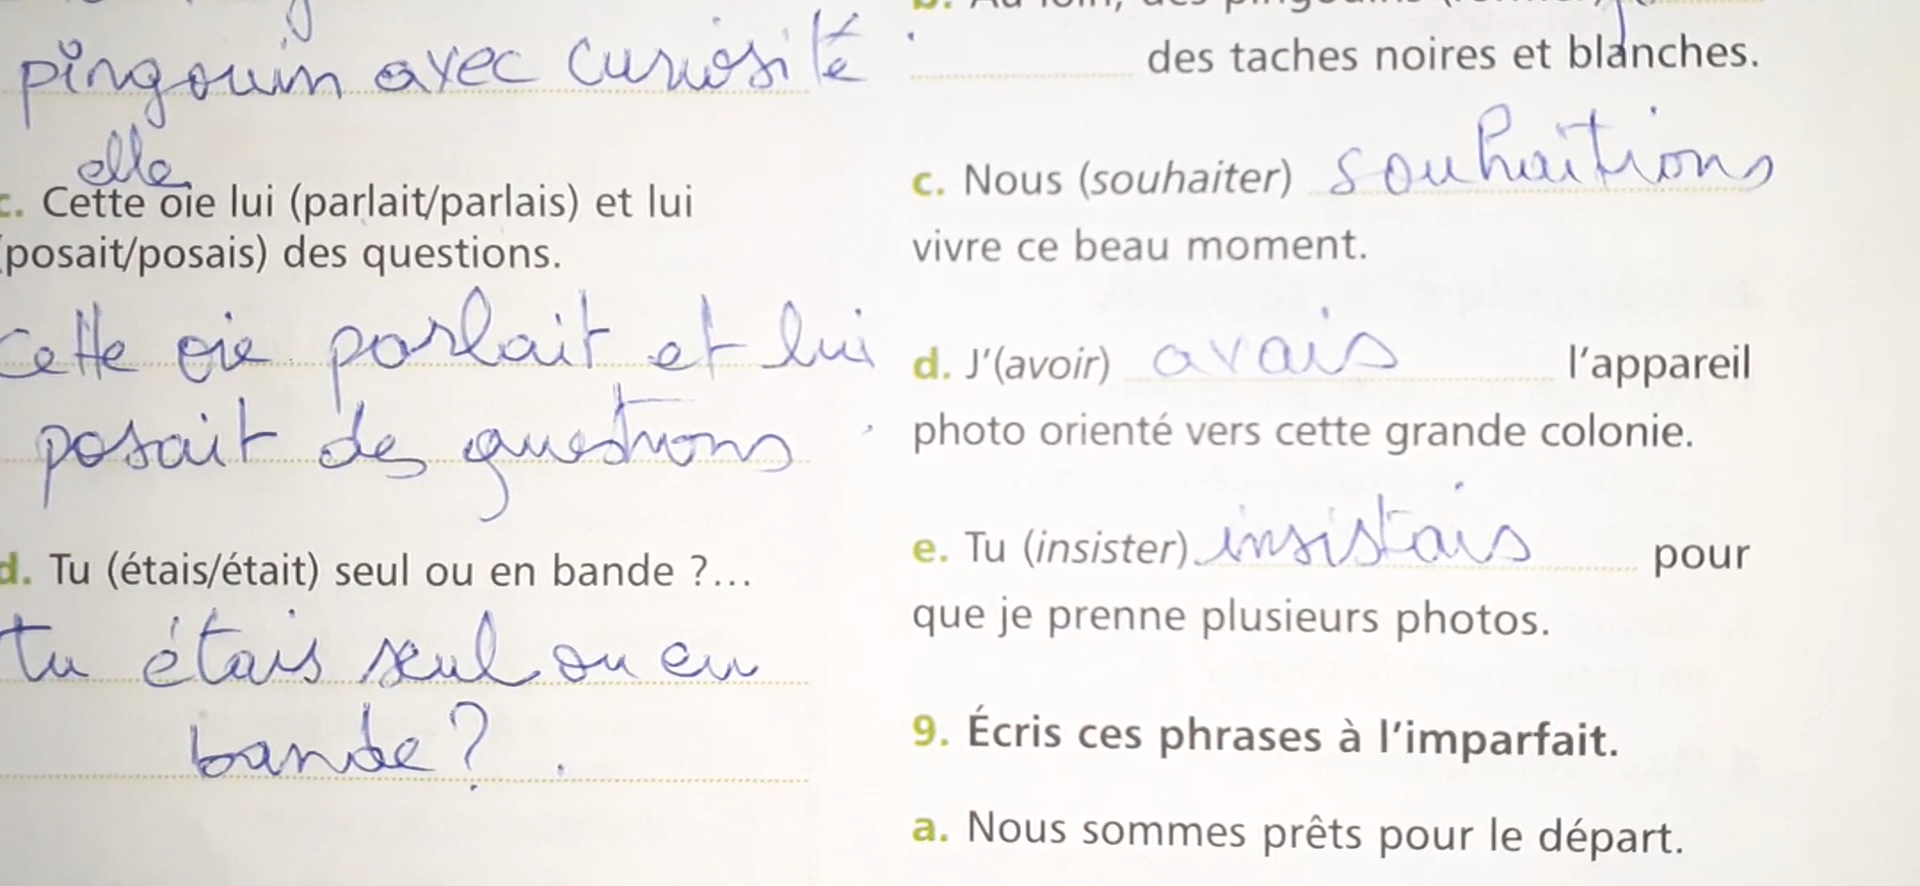 pingouin avec curiosité.
elle
c. Cette oie lui (parlait/parlais) et lui
(posait/posais) des questions.
Cette oie parlait et lui
posait des questions.
d. Tu (étais/était) seul ou en bande ?...
tu étais seul ou en
bande ?.
des taches noires et blanches.
c. Nous (souhaiter) souhaitions
vivre ce beau moment.
d. J'(avoir) avais l'appareil
photo orienté vers cette grande colonie.
e. Tu (insister) insistais pour
que je prenne plusieurs photos.
9. Écris ces phrases à l'imparfait.
a. Nous sommes prêts pour le départ.